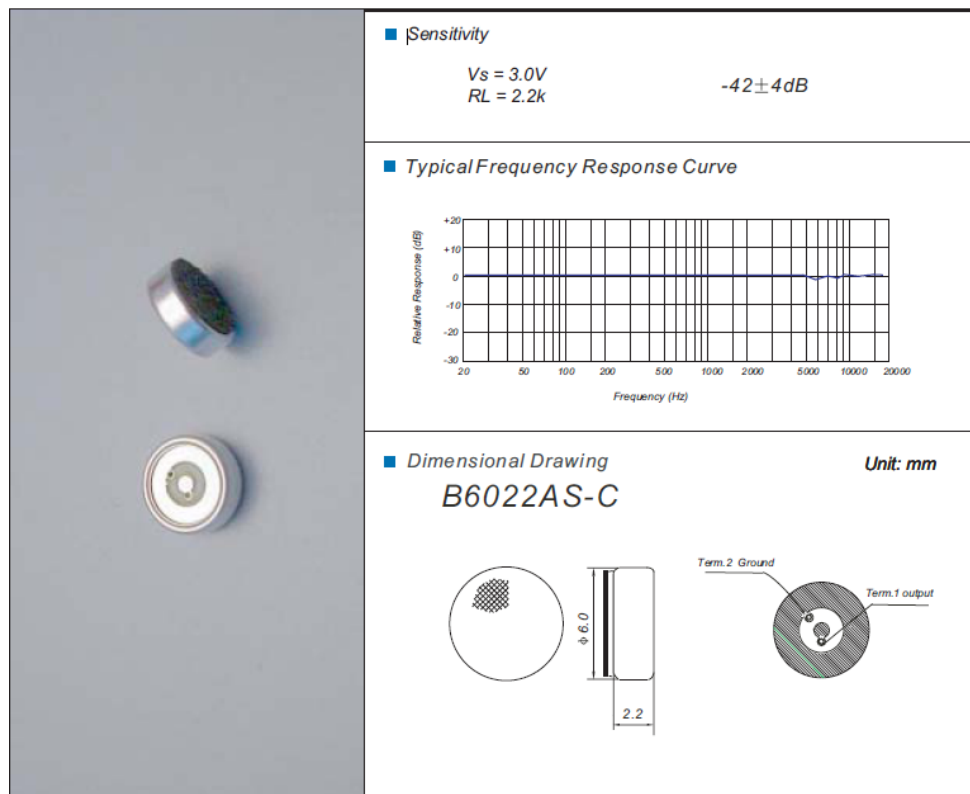 Sensitivity
Vs = 3.0V
RL = 2.2k
-42±4dB
Typical Frequency Response Curve
Relative Response (dB)
+20
+10
0
-10
-20
-30
20 50 100 200 500 1000 2000 5000 10000 20000
Frequency (Hz)
Dimensional Drawing
Unit: mm
B6022AS-C
Term.2 Ground
Term.1 output
ϕ6.0
2.2